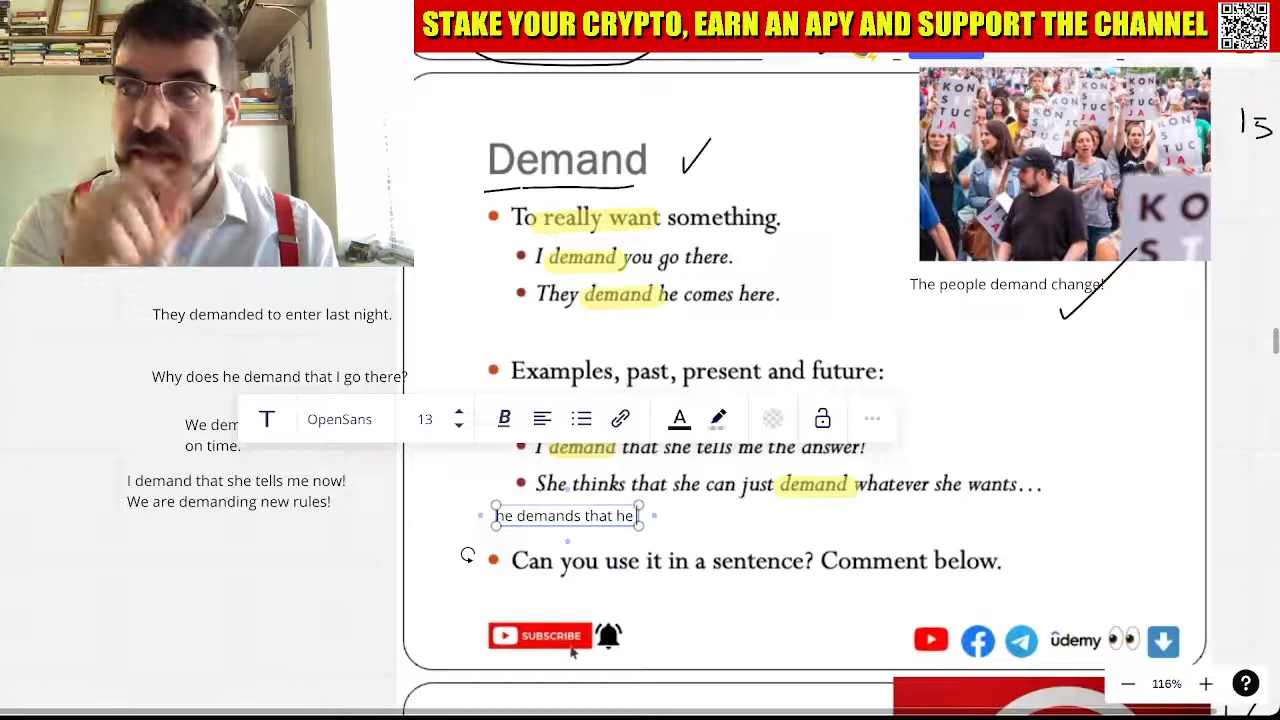 STAKE YOUR CRYPTO, EARN AN APY AND SUPPORT THE CHANNEL
15
Demand
To really want something.
I demand you go there.
They demand he comes here.
KON
S T
TUC
JA
K O
S
The people demand change!
They demanded to enter last night.
Why does he demand that I go there?
Examples, past, present and future:
T OpenSans 13 B A
We dem
on time.
I demand that she tells me the answer!
I demand that she tells me now!
We are demanding new rules!
She thinks that she can just demand whatever she wants…
he demands that he
Can you use it in a sentence? Comment below.
SUBSCRIBE
ûdemy
116%
?